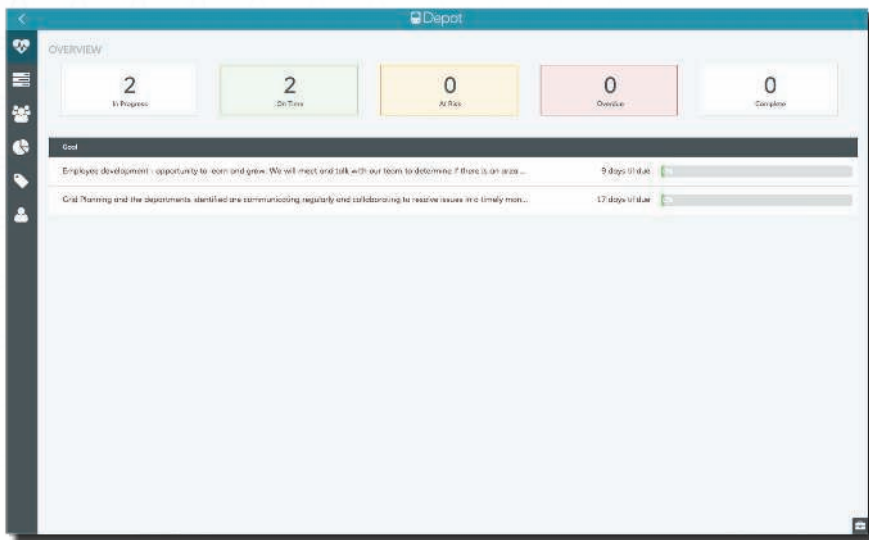 Depot
OVERVIEW
2
In Progress
2
On Time
0
At Risk
0
Overdue
0
Complete
Goal
Employee development - opportunity to learn and grow. We will meet and talk with our team to determine if there is an area ...
9 days til due
0%
Grid Planning and the departments identified are communicating regularly and collaborating to resolve issues in a timely man...
17 days til due
0%